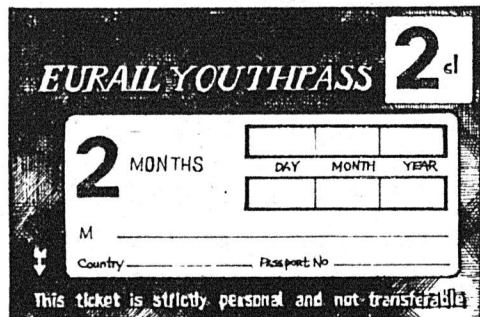 EURAIL YOUTHPASS 2 cl
2 MONTHS
DAY MONTH YEAR
M
Country Passport No
This ticket is strictly personal and not transferable